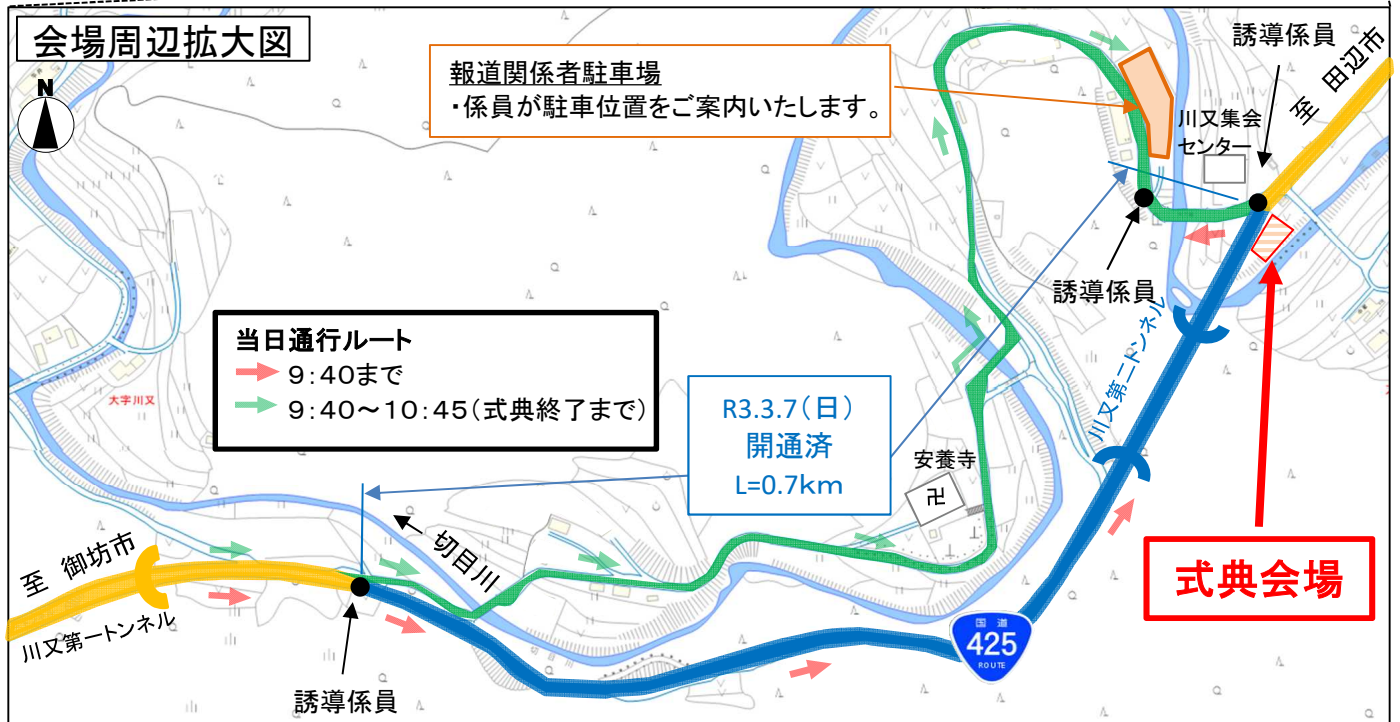 会場周辺拡大図
N
報道関係者駐車場
・係員が駐車位置をご案内いたします。
誘導係員
至 田辺市
川又集会
センター
誘導係員
川又第二トンネル
当日通行ルート
9:40まで
9:40～10:45(式典終了まで)
大字川又
R3.3.7(日)
開通済
L=0.7km
安養寺
卍
切目川
至 御坊市
川又第一トンネル
誘導係員
国道
425
ROUTE
式典会場